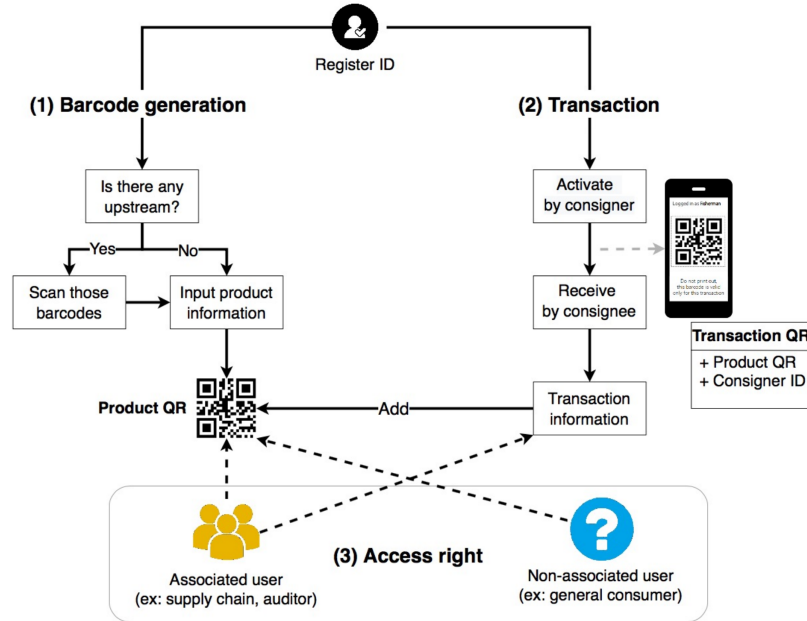 Register ID
(1) Barcode generation
(2) Transaction
Is there any
upstream?
Activate
by consigner
Logged in as Fisherman
Do not print out,
this barcode is valid
only for this transaction
Yes
No
Scan those
barcodes
Input product
information
Receive
by consignee
Transaction QR
+ Product QR
+ Consigner ID
Product QR
Add
Transaction
information
(3) Access right
Associated user
(ex: supply chain, auditor)
Non-associated user
(ex: general consumer)